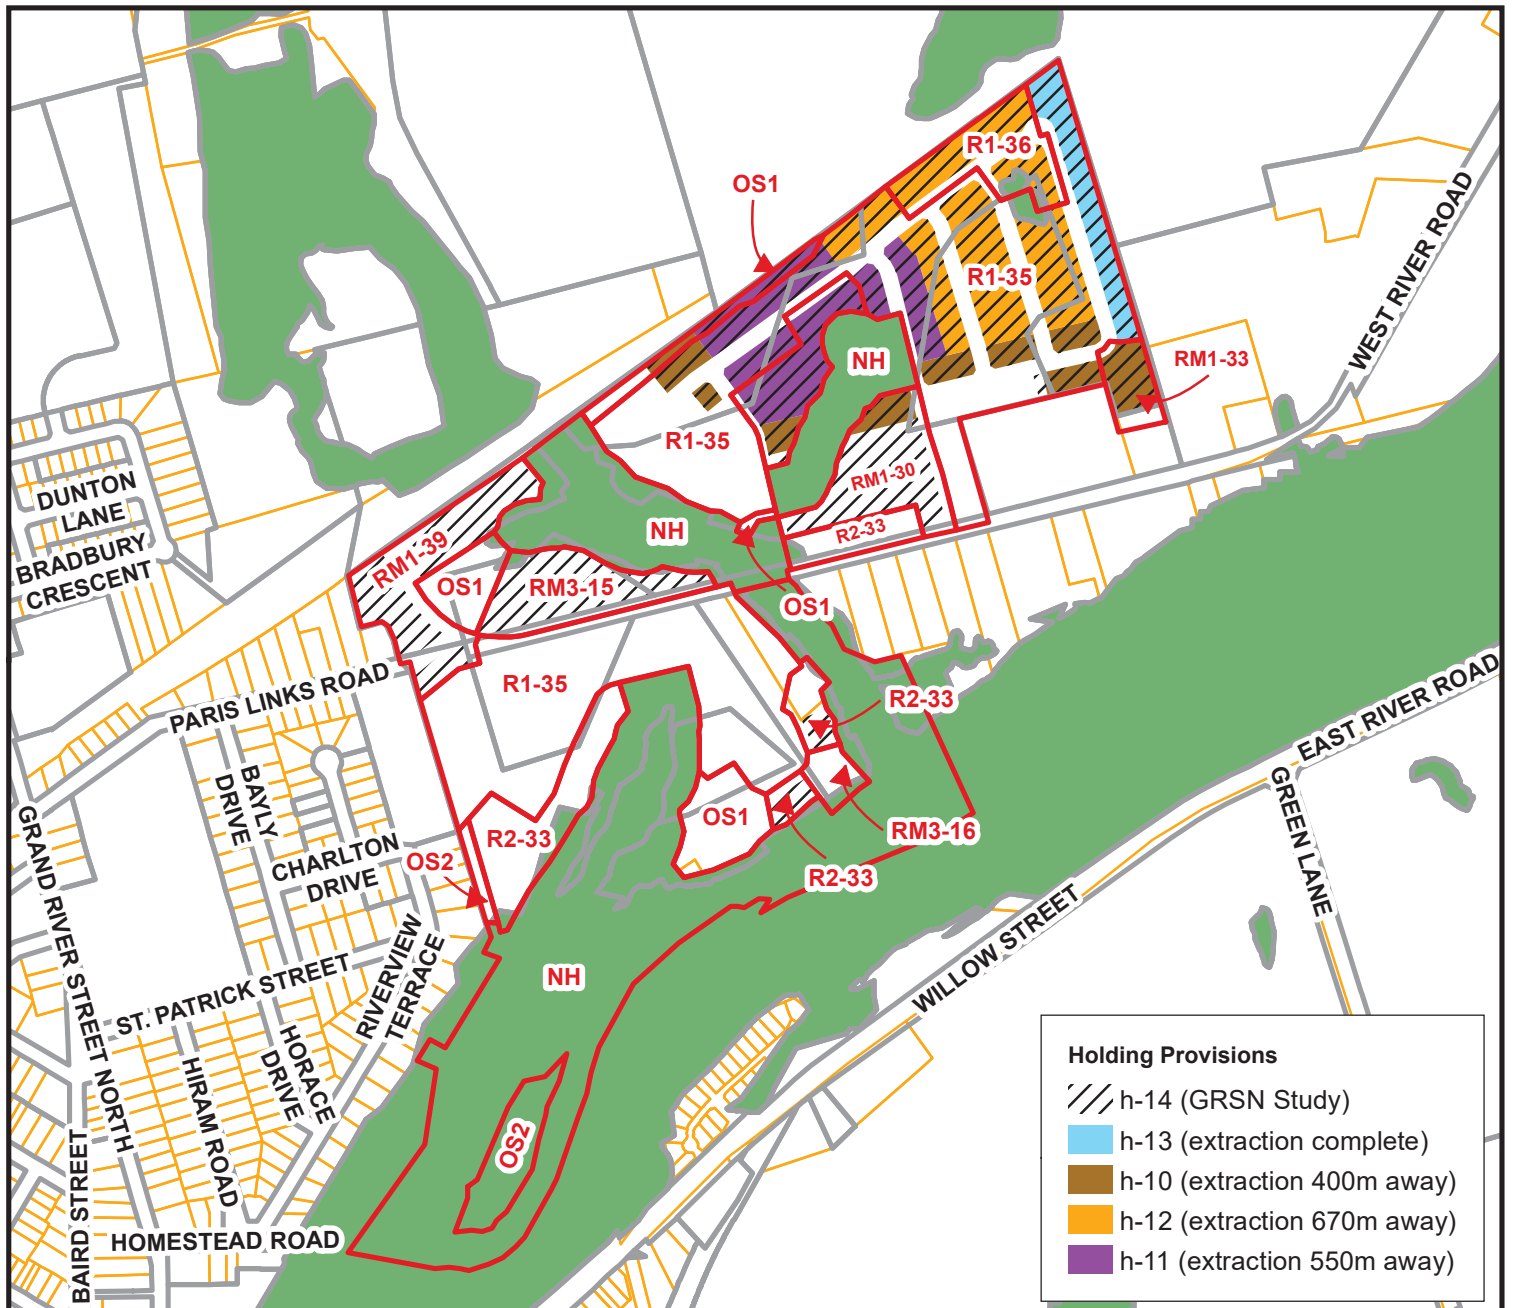 R1-36
OS1
WEST RIVER ROAD
R1-35
NH
RM1-33
R1-35
RM1-30
DUNTON
LANE
BRADBURY
CRESCENT
NH
R2-33
RM1-39
OS1
RM3-15
OS1
R1-35
PARIS LINKS ROAD
R2-33
EAST RIVER ROAD
BAYLY
DRIVE
GREEN LANE
OS1
R2-33
RM3-16
CHARLTON
DRIVE
OS2
R2-33
GRAND RIVER STREET NORTH
WILLOW STREET
RIVERVIEW
TERRACE
NH
ST. PATRICK STREET
HORACE
DRIVE
HIRAM ROAD
OS2
BAIRD STREET
HOMESTEAD ROAD
Holding Provisions
h-14 (GRSN Study)
h-13 (extraction complete)
h-10 (extraction 400m away)
h-12 (extraction 670m away)
h-11 (extraction 550m away)